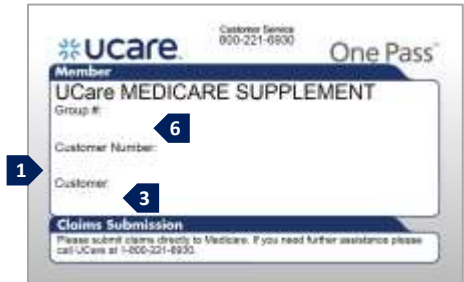 Customer Service
800-221-6930
ucare. One Pass
Member
UCare MEDICARE SUPPLEMENT
Group #:
6
Customer Number:
1
Customer:
3
Claims Submission
Please submit claims directly to Medicare. If you need further assistance please
call UCare at 1-800-221-6930.